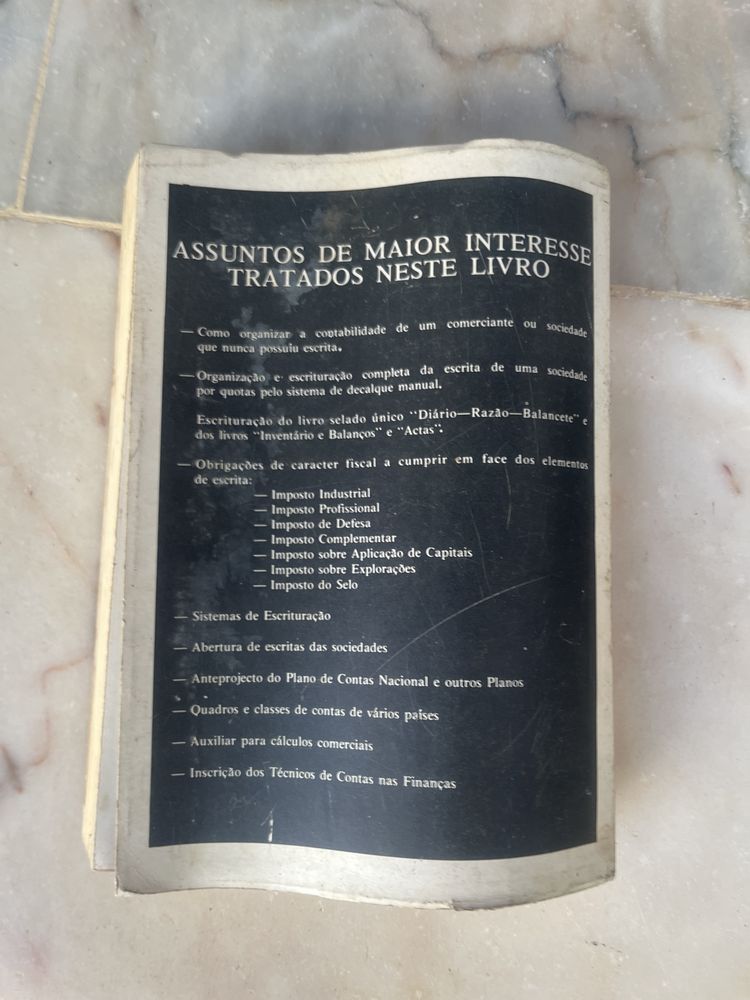 ASSUNTOS DE MAIOR INTERESSE
TRATADOS NESTE LIVRO
— Como organizar a contabilidade de um comerciante ou sociedade
que nunca possuiu escrita.
— Organização e escrituração completa da escrita de uma sociedade
por quotas pelo sistema de decalque manual.
Escrituração do livro selado único "Diário—Razão—Balancete" e
dos livros "Inventário e Balanços" e "Actas".
— Obrigações de caracter fiscal a cumprir em face dos elementos
de escrita:
— Imposto Industrial
— Imposto Profissional
— Imposto de Defesa
— Imposto Complementar
— Imposto sobre Aplicação de Capitais
— Imposto sobre Explorações
— Imposto do Selo
— Sistemas de Escrituração
— Abertura de escritas das sociedades
— Anteprojecto do Plano de Contas Nacional e outros Planos
— Quadros e classes de contas de vários países
— Auxiliar para cálculos comerciais
— Inscrição dos Técnicos de Contas nas Finanças